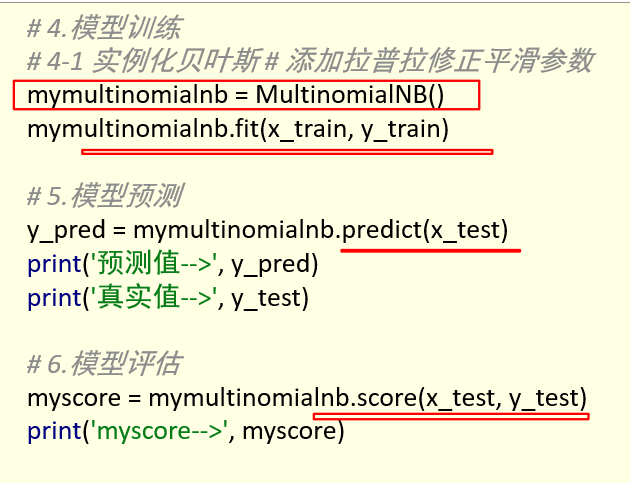 # 4.模型训练
# 4-1 实例化贝叶斯 # 添加拉普拉修正平滑参数
mymultinomialnb = MultinomialNB()
mymultinomialnb.fit(x_train, y_train)
# 5.模型预测
y_pred = mymultinomialnb.predict(x_test)
print('预测值-->', y_pred)
print('真实值-->', y_test)
# 6.模型评估
myscore = mymultinomialnb.score(x_test, y_test)
print('myscore-->', myscore)